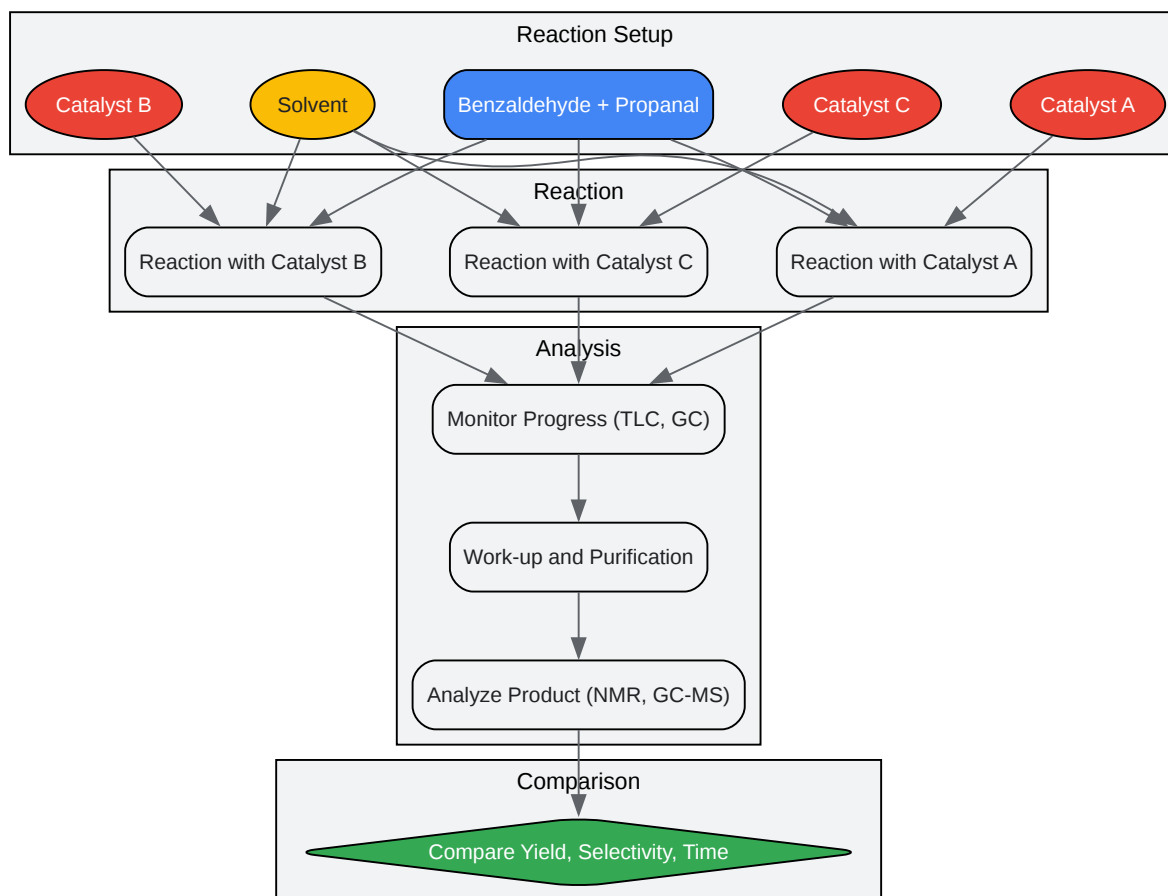 Reaction Setup
Catalyst B
Solvent
Benzaldehyde + Propanal
Catalyst C
Catalyst A
Reaction
Reaction with Catalyst B
Reaction with Catalyst C
Reaction with Catalyst A
Analysis
Monitor Progress (TLC, GC)
Work-up and Purification
Analyze Product (NMR, GC-MS)
Comparison
Compare Yield, Selectivity, Time